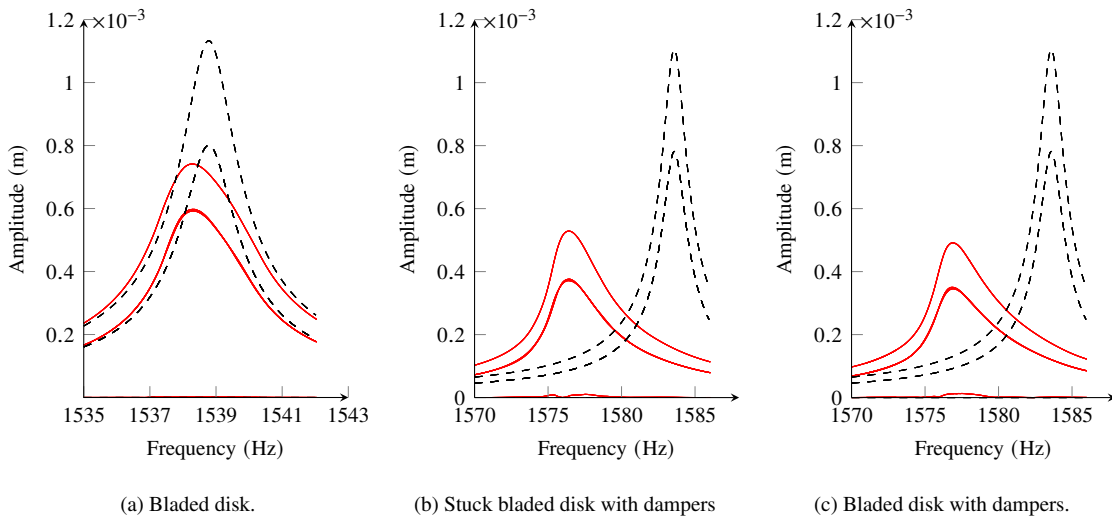 1.2 ×10⁻³
1
0.8
0.6
0.4
0.2
1535 1537 1539 1542 1543
Amplitude (m)
Frequency (Hz)
(a) Bladed disk.
1.2 ×10⁻³
1
0.8
0.6
0.4
0.2
0
1570 1575 1580 1585
Amplitude (m)
Frequency (Hz)
(b) Stuck bladed disk with dampers
1.2 ×10⁻³
1
0.8
0.6
0.4
0.2
0
1570 1575 1580 1585
Amplitude (m)
Frequency (Hz)
(c) Bladed disk with dampers.